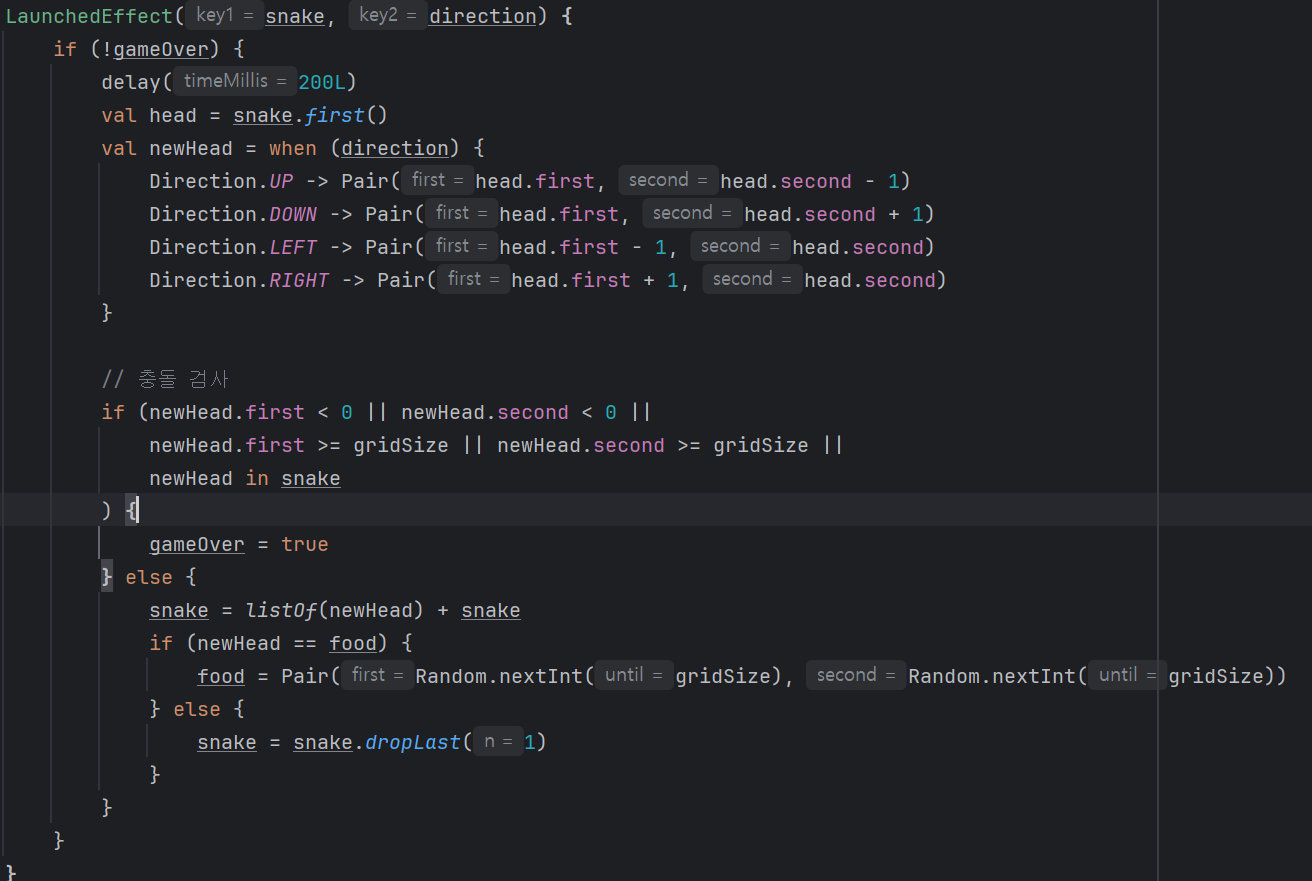 LaunchedEffect( key1 = snake, key2 = direction) {
    if (!gameOver) {
        delay( timeMillis = 200L)
        val head = snake.first()
        val newHead = when (direction) {
            Direction.UP -> Pair( first = head.first, second = head.second - 1)
            Direction.DOWN -> Pair( first = head.first, second = head.second + 1)
            Direction.LEFT -> Pair( first = head.first - 1, second = head.second)
            Direction.RIGHT -> Pair( first = head.first + 1, second = head.second)
        }
        // 충돌 검사
        if (newHead.first < 0 || newHead.second < 0 ||
            newHead.first >= gridSize || newHead.second >= gridSize ||
            newHead in snake
        ) {
            gameOver = true
        } else {
            snake = listOf(newHead) + snake
            if (newHead == food) {
                food = Pair( first = Random.nextInt( until = gridSize), second = Random.nextInt( until = gridSize))
            } else {
                snake = snake.dropLast( n = 1)
            }
        }
    }
}